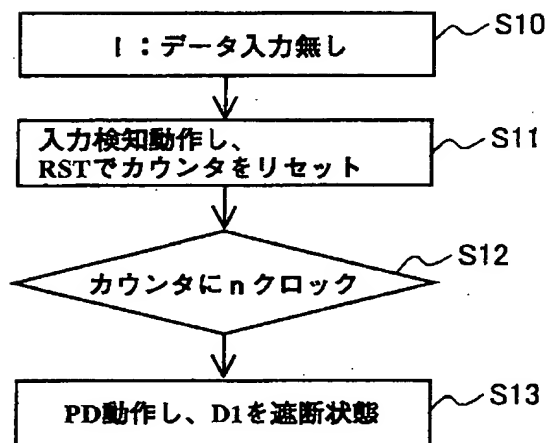 I:データ入力無し
S10
入力検知動作し、
RSTでカウンタをリセット
S11
カウンタにnクロック
S12
PD動作し、D1を遮断状態
S13